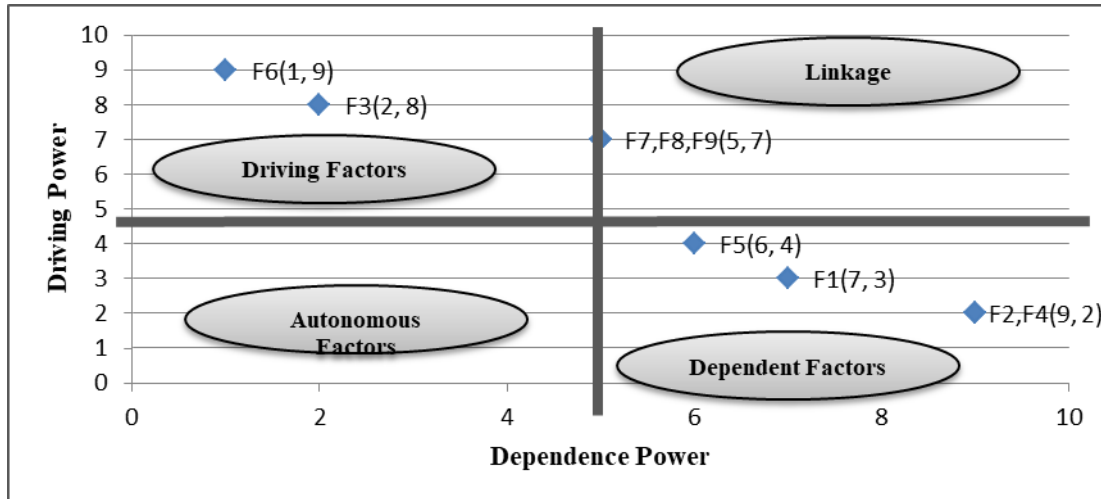 10
9
8
7
6
5
4
3
2
1
0
Driving Power
F6(1, 9)
F3(2, 8)
Linkage
F7,F8,F9(5, 7)
Driving Factors
F5(6, 4)
F1(7, 3)
F2,F4(9, 2)
Autonomous
Factors
Dependent Factors
0 2 4 6 8 10
Dependence Power